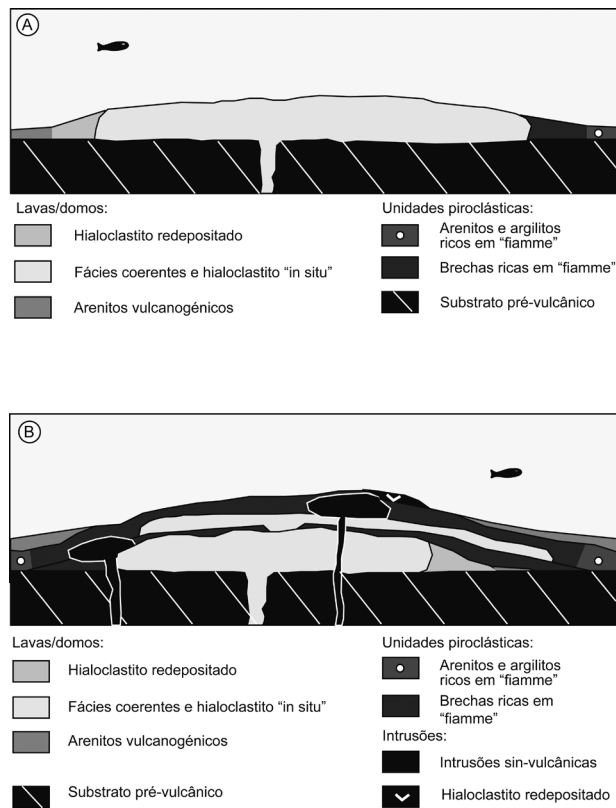 A
Lavas/domos:
Hialoclastito redepositado
Fácies coerentes e hialoclastito “in situ”
Arenitos vulcanogénicos
Unidades piroclásticas:
Arenitos e argilitos
ricos em “fiamme”
Brechas ricas em “fiamme”
Substrato pré-vulcânico
B
Lavas/domos:
Hialoclastito redepositado
Fácies coerentes e hialoclastito “in situ”
Arenitos vulcanogénicos
Substrato pré-vulcânico
Unidades piroclásticas:
Arenitos e argilitos
ricos em “fiamme”
Brechas ricas em
“fiamme”
Intrusões:
Intrusões sin-vulcânicas
Hialoclastito redepositado